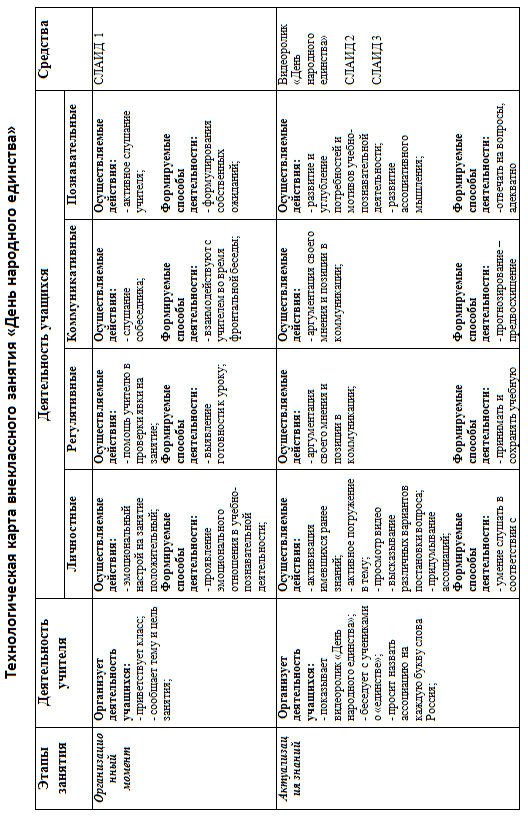 Технологическая карта внеклассного занятия «День народного единства»
Этапы
занятия
Деятельность
учителя
Деятельность учащихся
Средства
Личностные
Регулятивные
Коммуникативные
Познавательные
Организацио
нный
момент
Организует
деятельность
учащихся:
- приветствует класс;
- сообщает тему и цель
занятия;
Осуществляемые
действия:
-эмоциональный
настрой на занятие
положительный;
Формируемые
способы
деятельности:
- проявление
эмоционального
отношения в учебно-
познавательной
деятельности;
Осуществляемые
действия:
- помощь учителю в
проверки явки на
занятие;
Формируемые
способы
деятельности:
- выявление
готовности к уроку;
Осуществляемые
действия:
- слушание
собеседника;
Формируемые
способы
деятельности:
- взаимодействуют с
учителем во время
фронтальной беседы;
Осуществляемые
действия:
- активное слушание
учителя;
Формируемые
способы
деятельности:
- формулирования
собственных
ожиданий;
СЛАЙД 1
Актуализац
ия знаний
Организует
деятельность
учащихся:
- показывает
видеоролик «День
народного единства»;
- беседует с учениками
о «единстве»;
- просит назвать
ассоциацию на
каждую букву слова
Россия;
Осуществляемые
действия:
- активизация
имевшихся ранее
знаний;
- активное погружение
в тему;
- просмотр видео
- высказывание
различных вариантов
постановки вопроса;
- придумывание
ассоциаций;
Формируемые
способы
деятельности:
- умение слушать в
соответствии с
Осуществляемые
действия:
- аргументация
своего мнения и
позиции в
коммуникации;
Формируемые
способы
деятельности:
- принимать и
сохранять учебную
Осуществляемые
действия:
- аргументация своего
мнения и позиции в
коммуникации;
Формируемые
способы
деятельности:
- прогнозирование –
предвосхищение
Осуществляемые
действия:
- развитие и
углубление
потребностей и
мотивов учебно-
познавательной
деятельности;
- развитие
ассоциативного
мышления;
Формируемые
способы
деятельности:
-отвечать на вопросы,
адекватно
Видеоролик
«День
народного
единства»
СЛАЙД 2
СЛАЙД 3